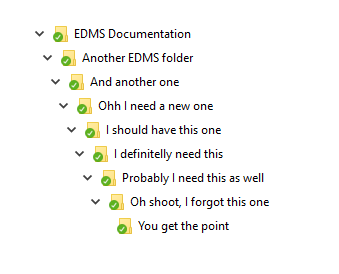 EDMS Documentation
Another EDMS folder
And another one
Ohh I need a new one
I should have this one
I definitelly need this
Probably I need this as well
Oh shoot, I forgot this one
You get the point